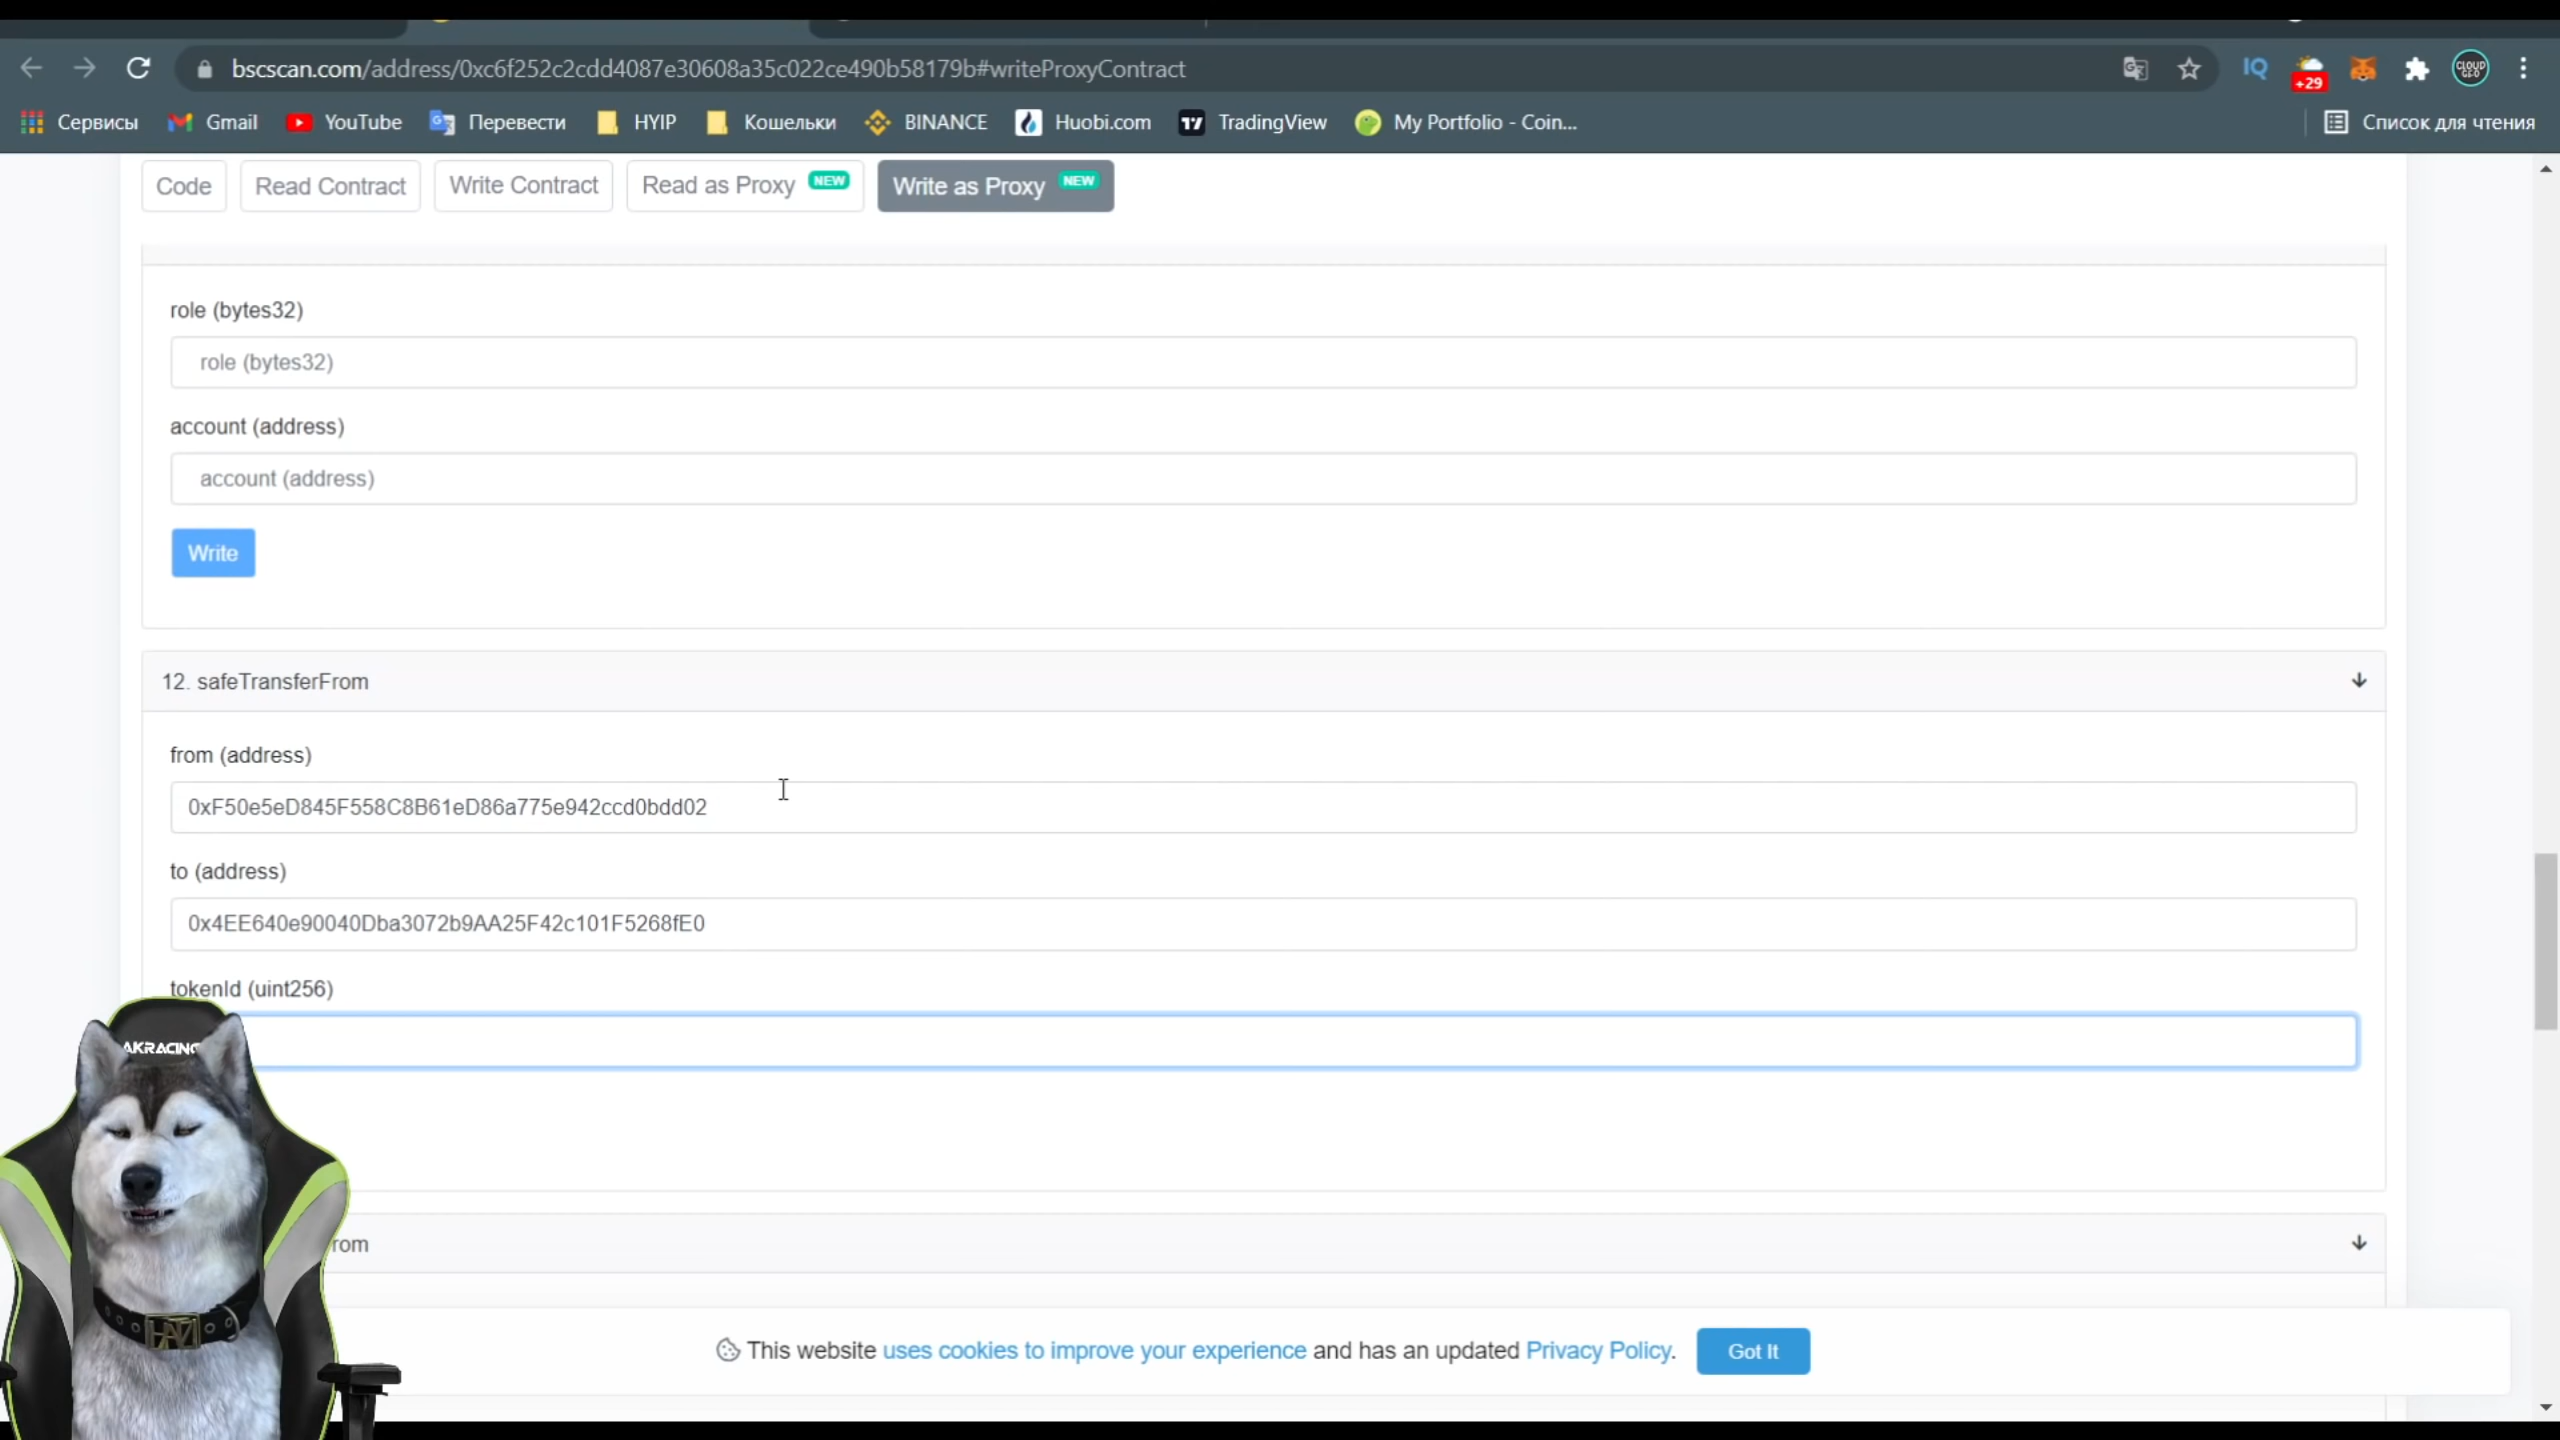 bscscan.com/address/0xc6f252c2cdd4087e30608a35c022ce490b58179b#writeProxyContract
IQ
+29
CLOUD
Сервисы
Gmail
YouTube
Перевести
HYIP
Кошельки
BINANCE
Huobi.com
TradingView
My Portfolio - Coin...
Список для чтения
Code
Read Contract
Write Contract
Read as Proxy NEW
Write as Proxy NEW
role (bytes32)
role (bytes32)
account (address)
account (address)
Write
12. safeTransferFrom
from (address)
0xF50e5eD845F558C8B61eD86a775e942ccd0bdd02
to (address)
0x4EE640e90040Dba3072b9AA25F42c101F5268fE0
tokenId (uint256)
AKRACING
rom
This website uses cookies to improve your experience and has an updated Privacy Policy.
Got It